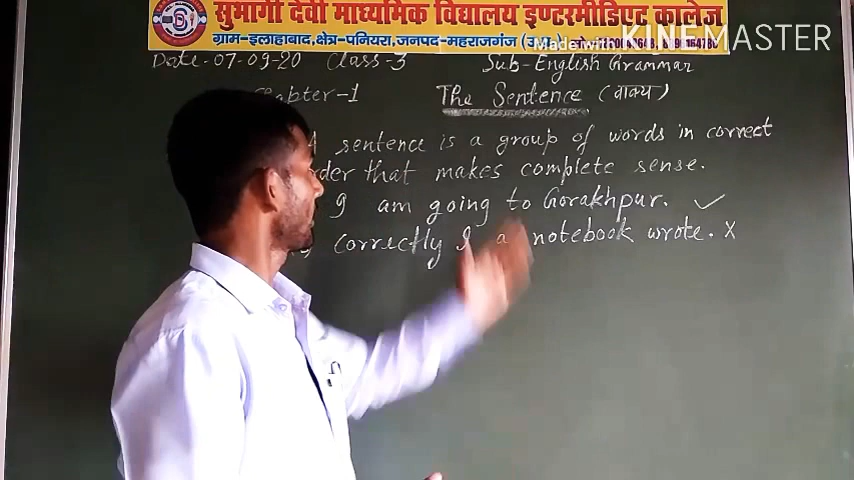 सुभागी देवी माध्यमिक विद्यालय इण्टरमीडिएट कालेज
ग्राम-इलाहाबाद, क्षेत्र-पनियरा, जनपद-महराजगंज (उ.प्र.)
Made with KINEMASTER
Date.-07-09-20 Class-3 Sub-English Grammar
Chapter-1 The Sentence (वाक्य)
A sentence is a group of words in correct
order that makes complete sense.
I am going to Gorakhpur. ✓
correctly I a notebook wrote. X